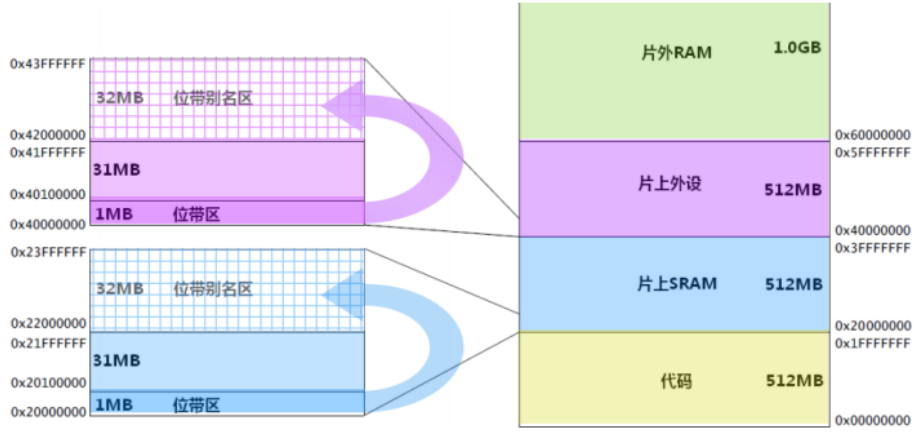 0x43FFFFFF
32MB 位带别名区
0x42000000
0x41FFFFFF
31MB
0x40100000
1MB 位带区
0x40000000
0x23FFFFFF
32MB 位带别名区
0x22000000
0x21FFFFFF
31MB
0x20100000
1MB 位带区
0x20000000
片外RAM 1.0GB
0x60000000
0x5FFFFFFF
片上外设 512MB
0x40000000
0x3FFFFFFF
片上SRAM 512MB
0x20000000
0x1FFFFFFF
代码 512MB
0x00000000